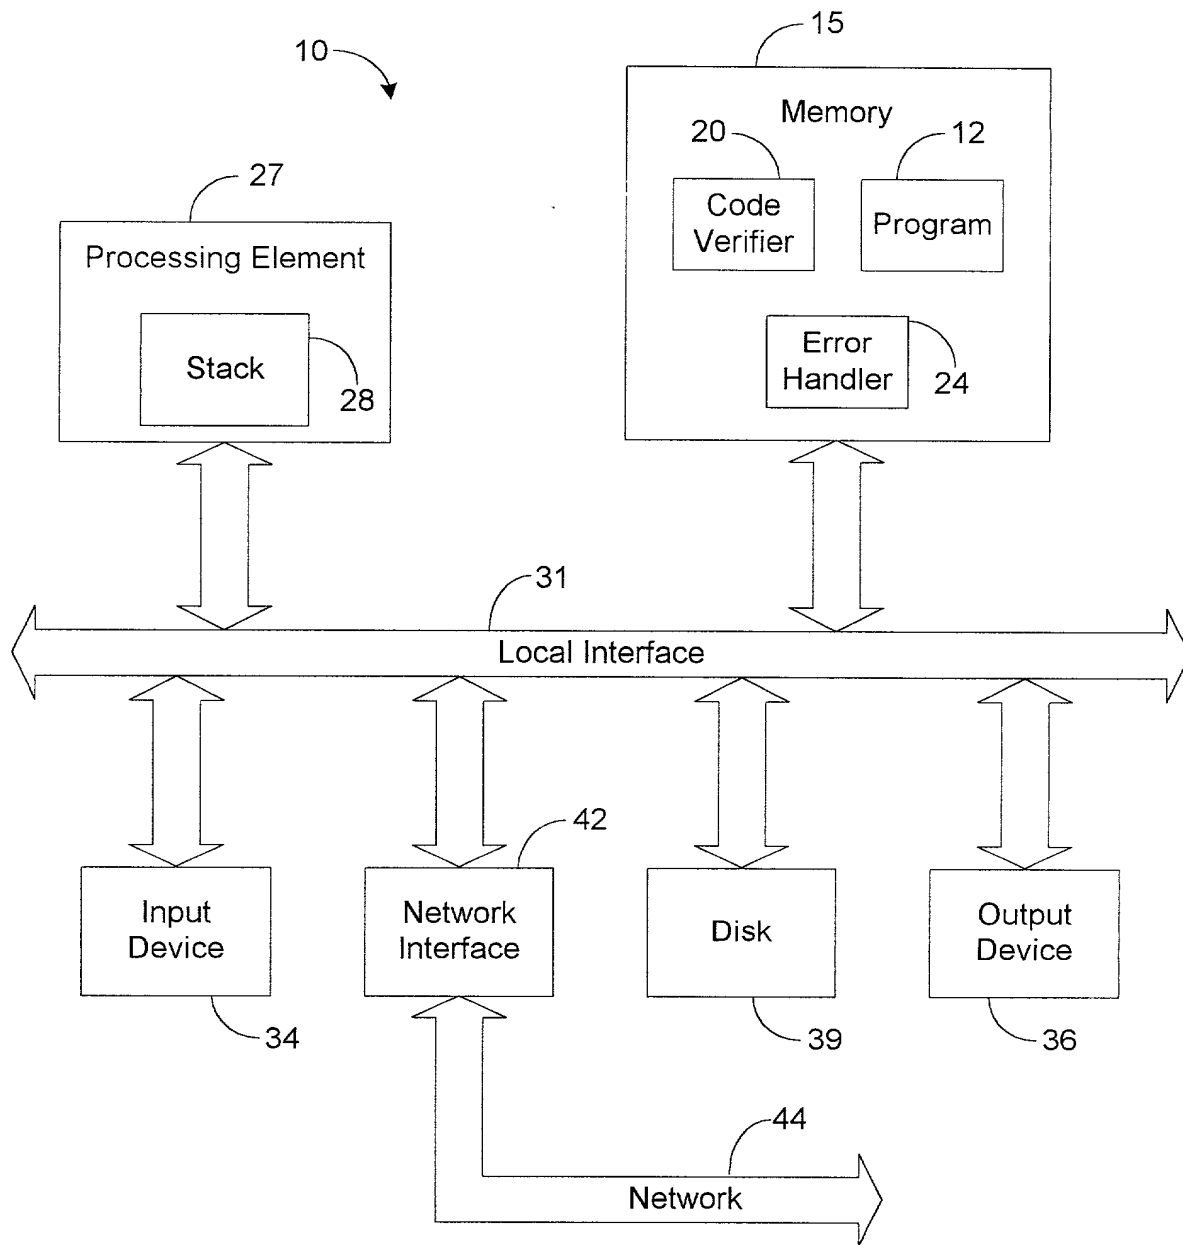 10
15
Memory
20
12
Code
Verifier
Program
Error
Handler
24
27
Processing Element
Stack
28
31
Local Interface
42
Input
Device
34
Network
Interface
Disk
39
Output
Device
36
44
Network